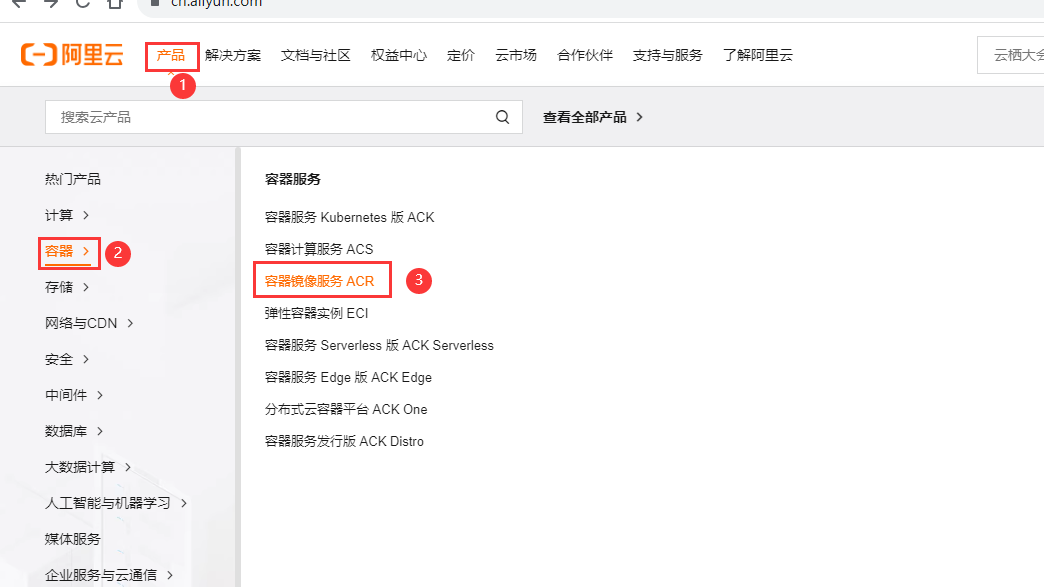 cn.aliyun.com
阿里云 产品 解决方案 文档与社区 权益中心 定价 云市场 合作伙伴 支持与服务 了解阿里云 云栖大会
1
搜索云产品 查看全部产品
热门产品
计算
容器 2
存储
网络与CDN
安全
中间件
数据库
大数据计算
人工智能与机器学习
媒体服务
企业服务与云通信
容器服务
容器服务 Kubernetes 版 ACK
容器计算服务 ACS
容器镜像服务 ACR 3
弹性容器实例 ECI
容器服务 Serverless 版 ACK Serverless
容器服务 Edge 版 ACK Edge
分布式云容器平台 ACK One
容器服务发行版 ACK Distro